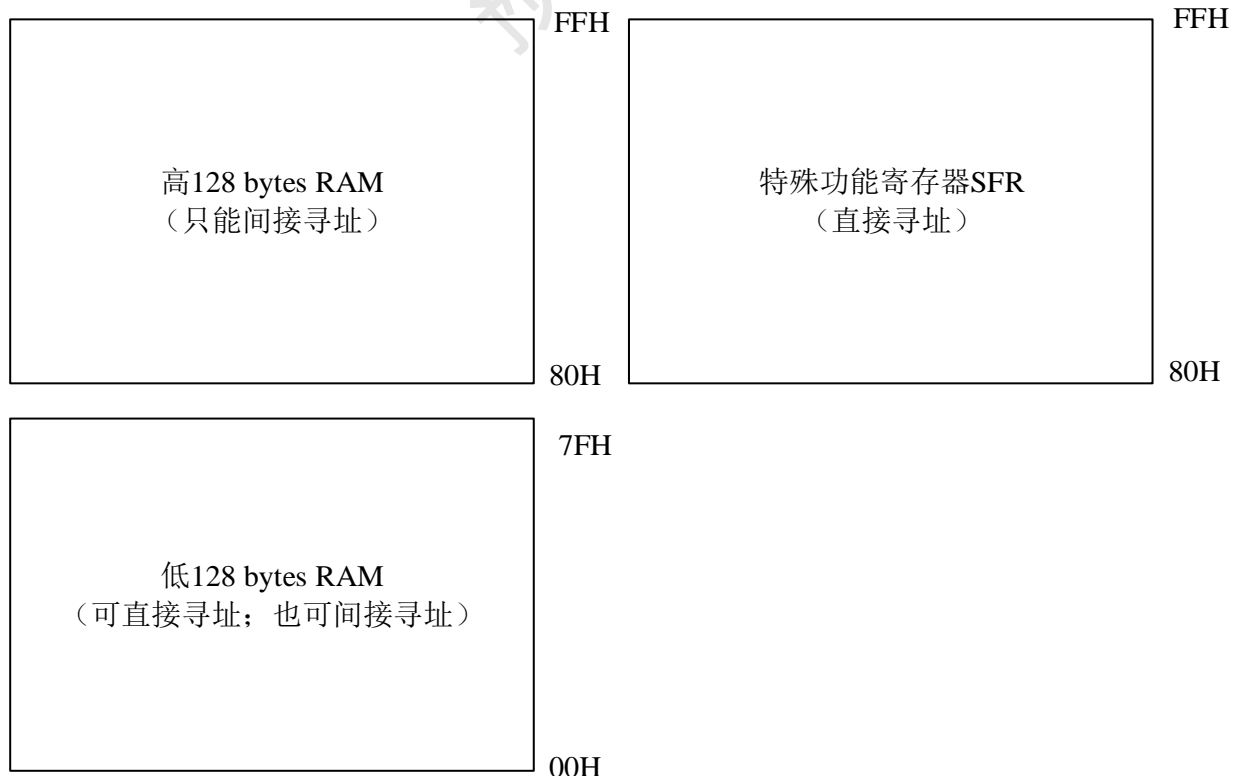 FFH
FFH
高128 bytes RAM
（只能间接寻址）
特殊功能寄存器SFR
（直接寻址）
80H
80H
7FH
低128 bytes RAM
（可直接寻址；也可间接寻址）
00H